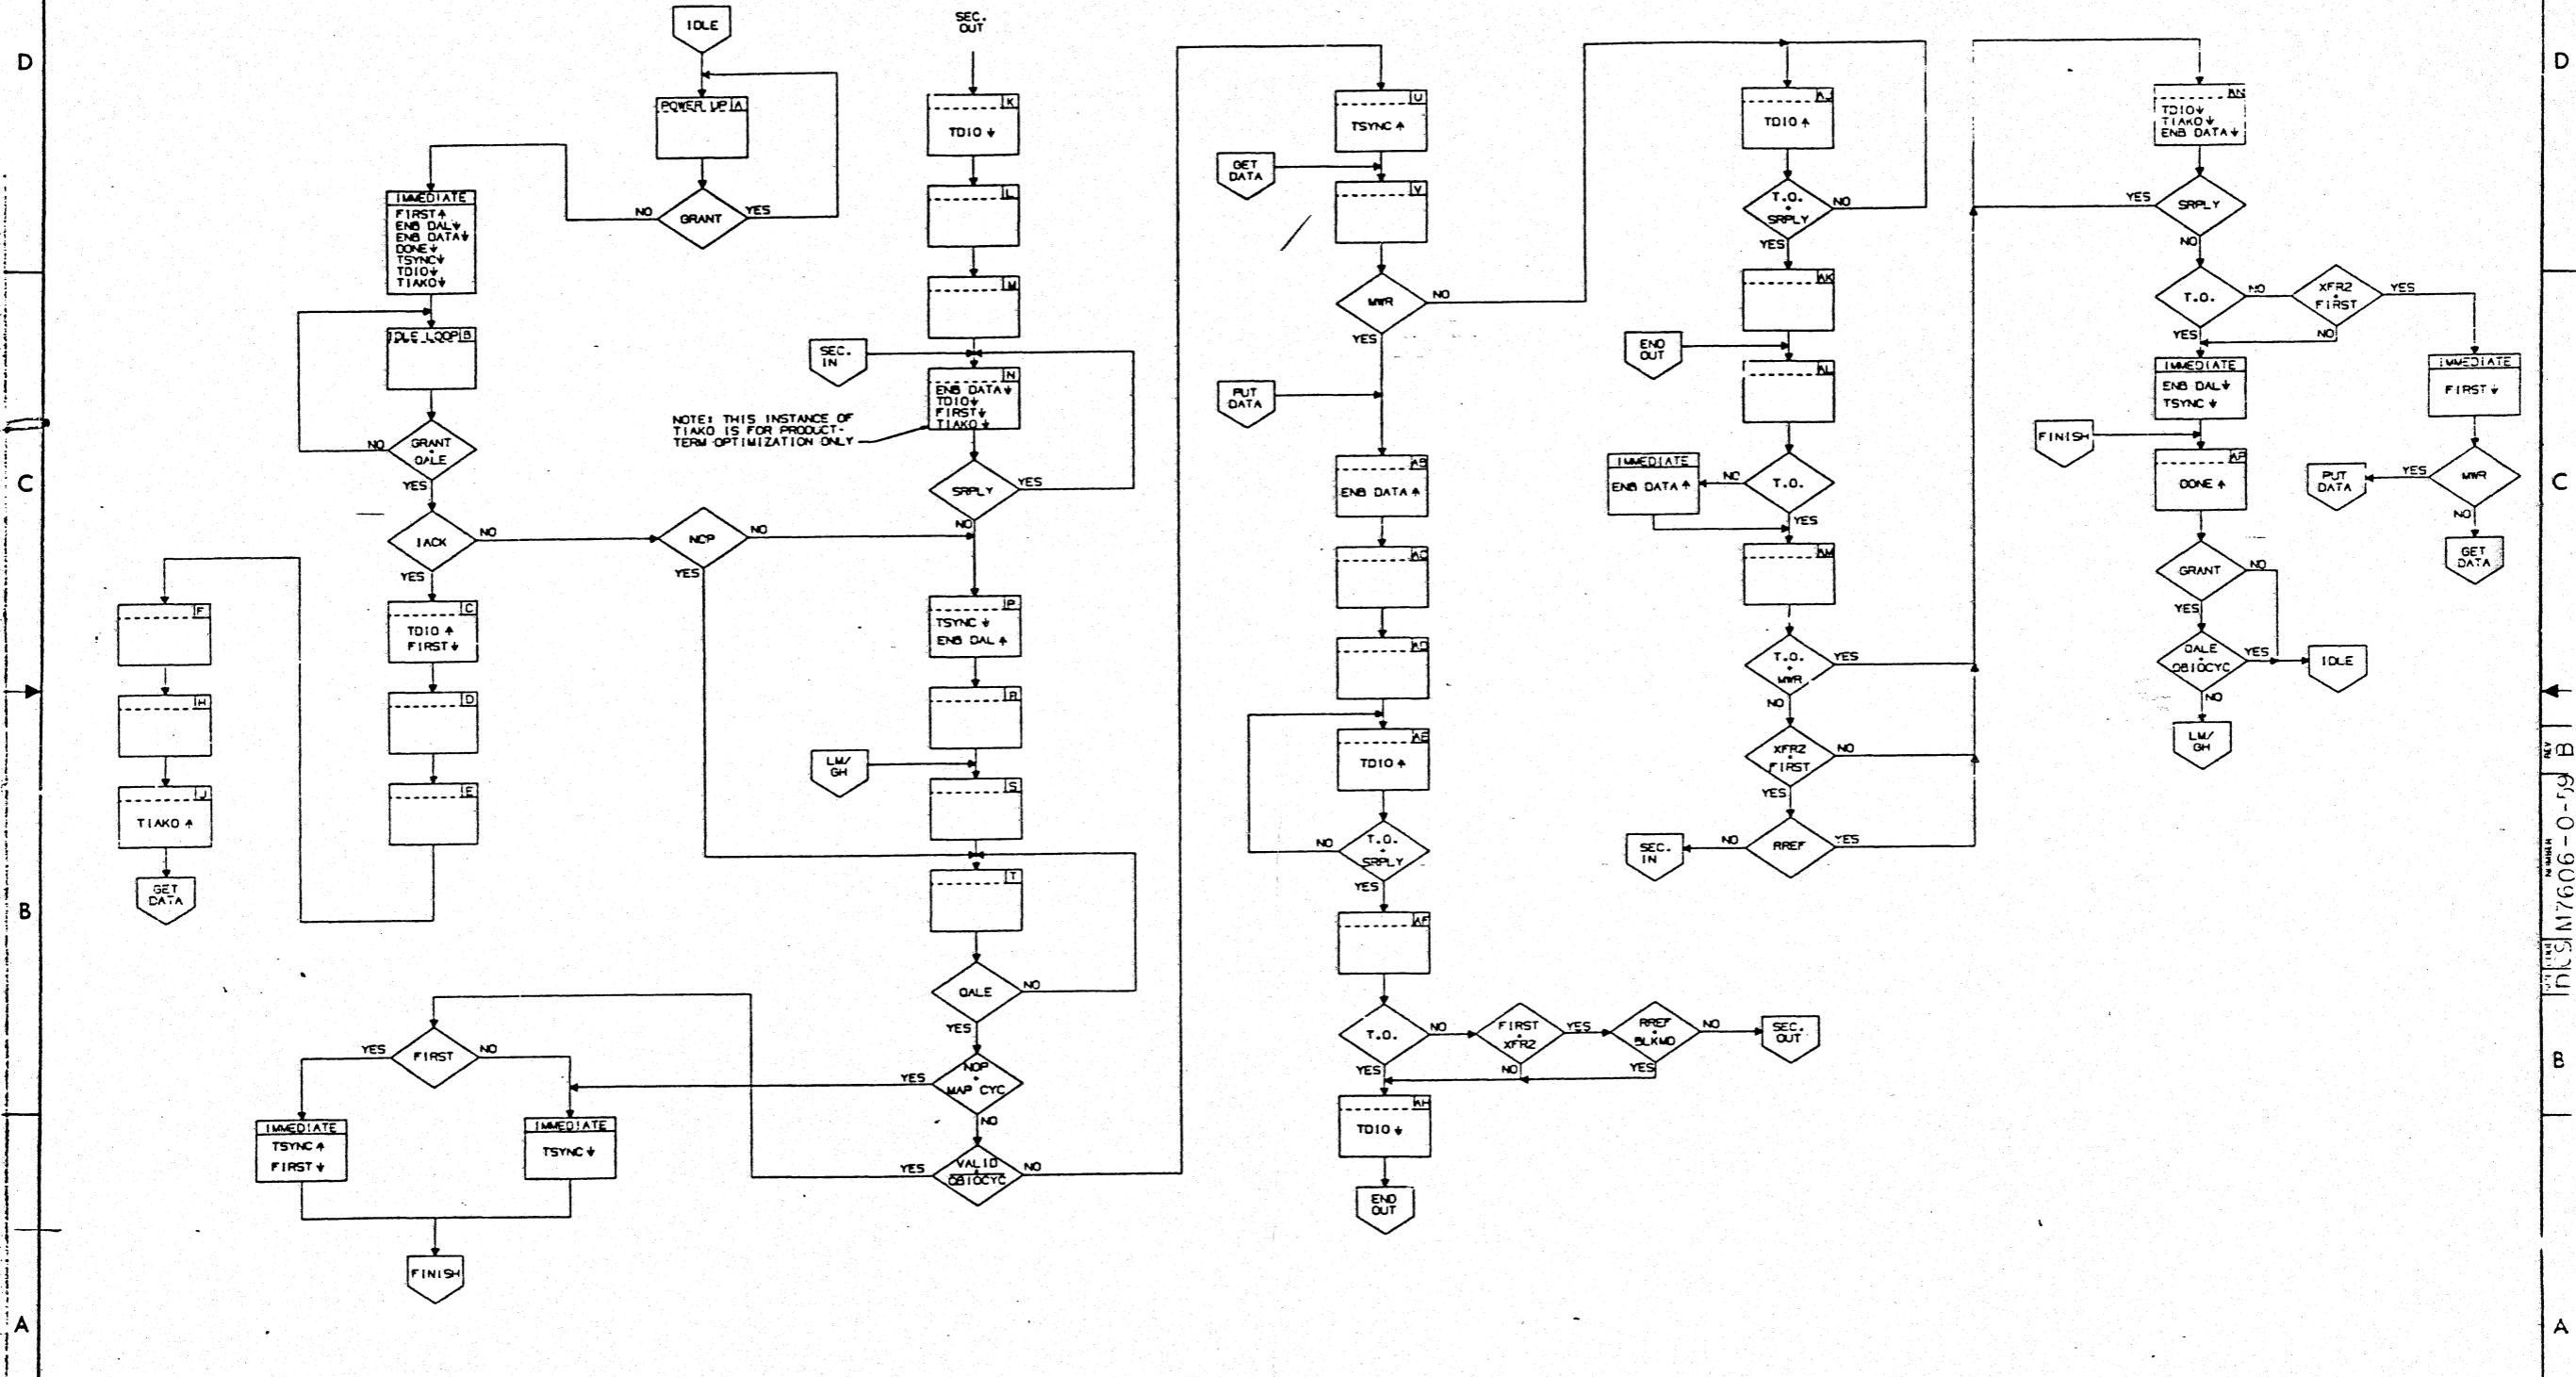 D
C
B
A
IDLE
POWER UP A
GRANT
NO
YES
IMMEDIATE
FIRST↑
ENB DAL↓
ENB DATA↓
DONE↓
TSYNC↓
TDIO↓
TIAKO↓
IDLE LOOP B
GRANT
+
QALE
NO
YES
IACK
NO
YES
C
TDIO ↑
FIRST↓
D
E
F
H
J
TIAKO ↑
GET
DATA
NOP
NO
YES
SEC.
OUT
K
TDIO ↓
L
M
SEC.
IN
N
ENB DATA↓
TDIO↓
FIRST↓
TIAKO↓
NOTE: THIS INSTANCE OF
TIAKO IS FOR PRODUCT-
TERM OPTIMIZATION ONLY
SRPLY
YES
NO
P
TSYNC ↓
ENB DAL ↑
R
LM/
GH
S
T
QALE
NO
YES
NOP
+
MAP CYC
YES
NO
VALID
QBIOCYC
YES
NO
FIRST
YES
NO
IMMEDIATE
TSYNC ↑
FIRST ↓
IMMEDIATE
TSYNC ↓
FINISH
U
TSYNC ↑
GET
DATA
V
MWR
NO
YES
PUT
DATA
AB
ENB DATA ↑
AC
AD
AE
TDIO ↑
T.O.
+
SRPLY
NO
YES
AF
T.O.
NO
YES
FIRST
XFR2
YES
NO
RREF
BLKMD
NO
YES
SEC.
OUT
AH
TDIO ↓
END
OUT
AJ
TDIO ↑
T.O.
+
SRPLY
NO
YES
AK
END
OUT
AL
T.O.
NO
YES
IMMEDIATE
ENB DATA ↑
AM
T.O.
+
MWR
YES
NO
XFR2
FIRST
NO
YES
RREF
NO
YES
SEC.
IN
AN
TDIO↓
TIAKO↓
ENB DATA↓
SRPLY
YES
NO
T.O.
NO
YES
XFR2
FIRST
YES
NO
IMMEDIATE
ENB DAL↓
TSYNC ↓
IMMEDIATE
FIRST ↓
MWR
YES
NO
PUT
DATA
GET
DATA
FINISH
AP
DONE ↑
GRANT
NO
YES
QALE
QBIOCYC
YES
NO
IDLE
LM/
GH
D
C
B
A
REV
B
NUMBER
M7606-0-59
CS